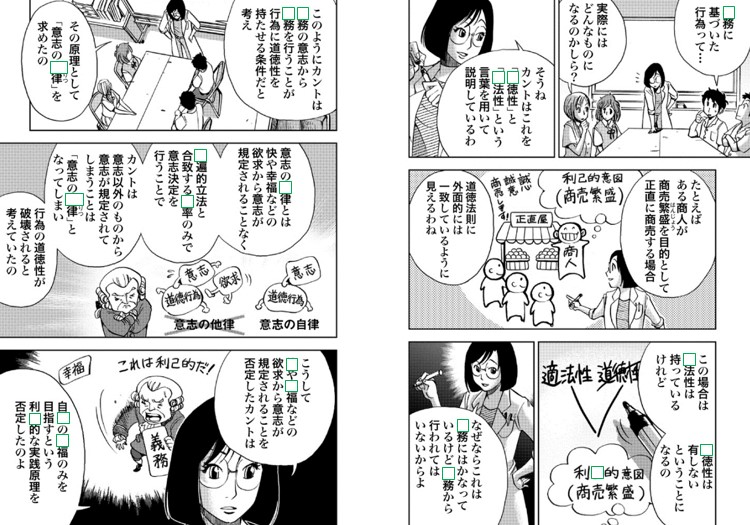 務に
基づいた
行為って…
実際には
どんなものに
なるのかしら？
そうね
カントはこれを
「徳性」と
「法性」という
言葉を用いて
説明しているわ
たとえば
ある商人が
商売繁盛を目的として
正直に商売する場合
利己的の意図
(商売繁盛)
正直屋
商人
誠意
誠意
商売します!
道徳法則に
外面的には
一致しているように
見えるわね
この場合は
法性は
持っている
けれど
徳性は
有しない
ということに
なるの
適法性
道徳性
利的の意図
(商売繁盛)
なぜならこれは
務にはかなって
いるけど務から
行われては
いないからよ
このようにカントは
務の意志から
務を行うことが
行為に道徳性を
持たせる条件だと
考え
その原理として
「意志の律」を
求めたの
意志の律とは
快や幸福などの
欲求から意志が
規定されることなく
遍的立法と
合致する率のみで
意志決定を
行うことで
カントは
意志以外のものから
意志が規定されて
しまうことは
「意志の律」と
なってしまい
行為の道徳性が
破壊されると
考えていたの
意志
道徳行為
意志の自律
意志
欲求
道徳行為
意志の他律
こうして
や福などの
欲求から意志が
規定されることを
否定したカントは
これは利己的だ!
幸福
義務
自の福のみを
目指すという
利的な実践原理を
否定したのよ